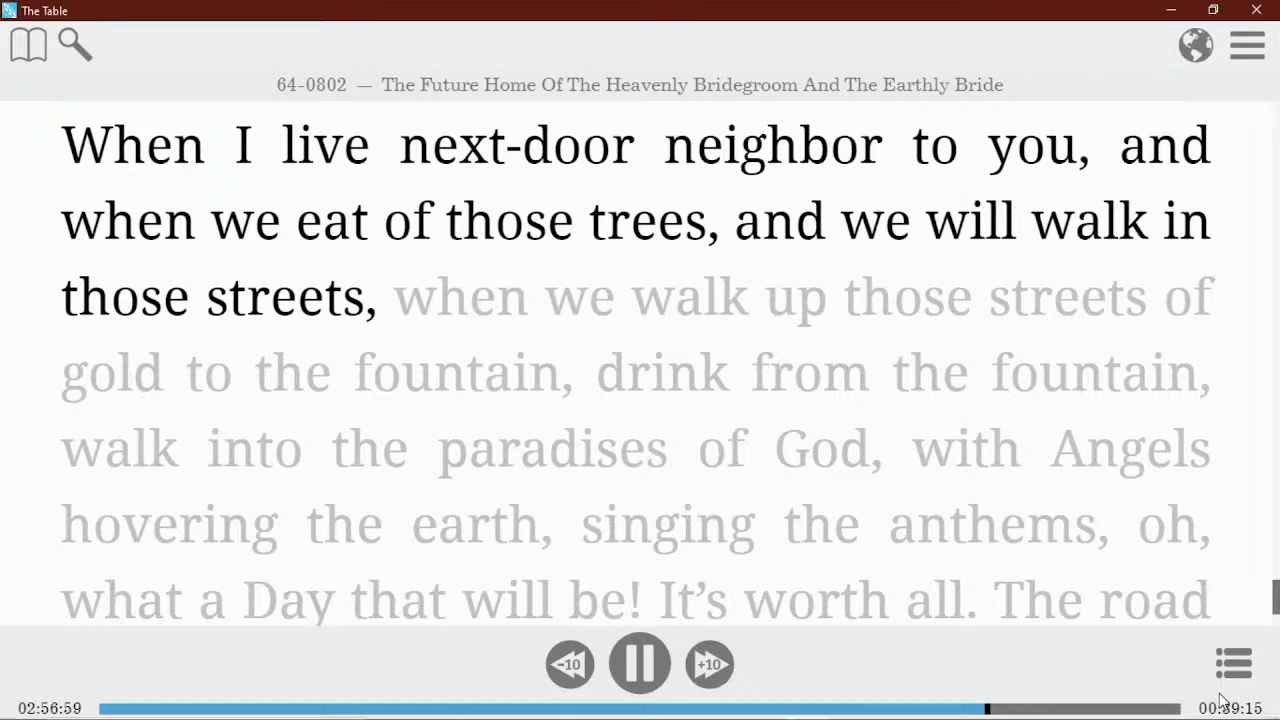 The Table
64-0802 — The Future Home Of The Heavenly Bridegroom And The Earthly Bride
When I live next-door neighbor to you, and
when we eat of those trees, and we will walk in
those streets, when we walk up those streets of
gold to the fountain, drink from the fountain,
walk into the paradises of God, with Angels
hovering the earth, singing the anthems, oh,
what a Day that will be! It’s worth all. The road
-10 +10
02:56:59 00:39:15